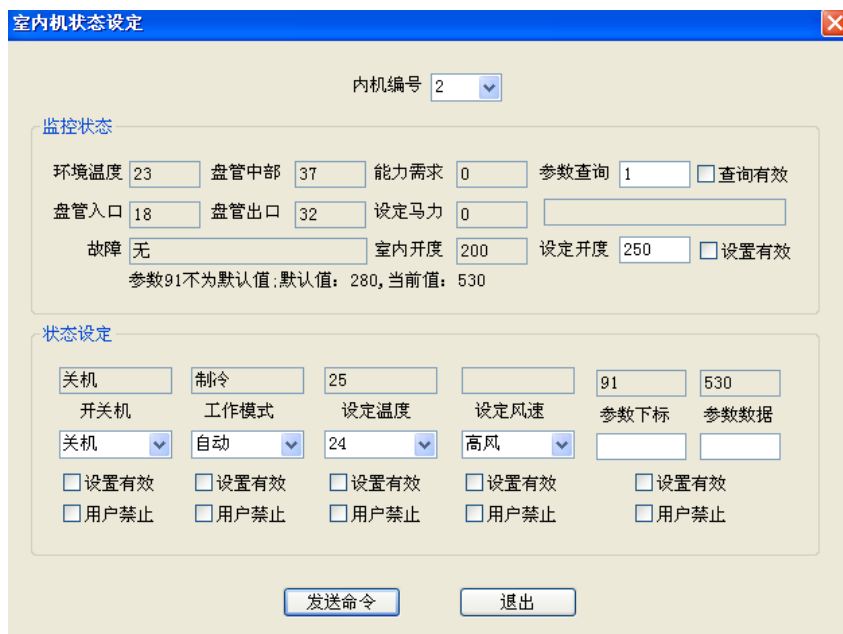 室内机状态设定
内机编号 2
监控状态
环境温度 23 盘管中部 37 能力需求 0 参数查询 1 查询有效
盘管入口 18 盘管出口 32 设定马力 0
故障 无 室内开度 200 设定开度 250 设置有效
参数91不为默认值;默认值：280,当前值：530
状态设定
关机 制冷 25 91 530
开关机 工作模式 设定温度 设定风速 参数下标 参数数据
关机 自动 24 高风
设置有效 设置有效 设置有效 设置有效 设置有效
用户禁止 用户禁止 用户禁止 用户禁止 用户禁止
发送命令 退出